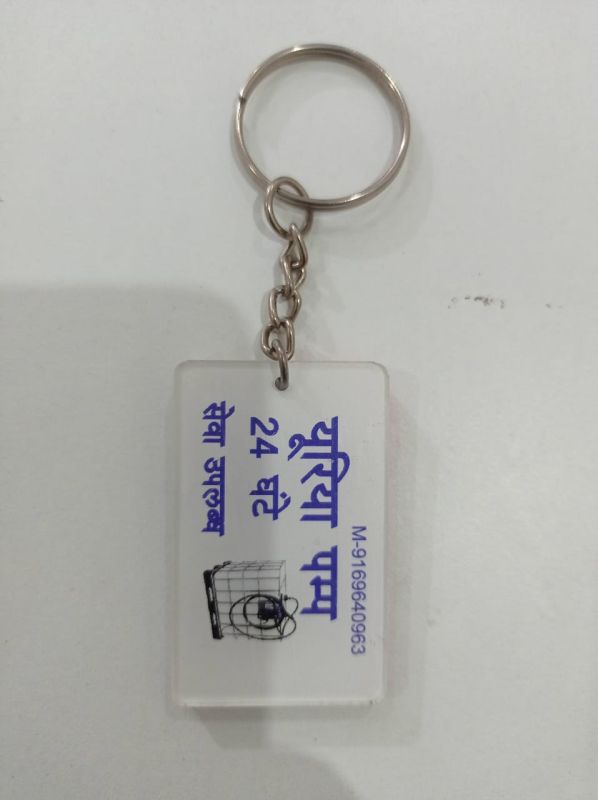 M-9169640963
यूरिया पम्प
24 घंटे
सेवा उपलब्ध